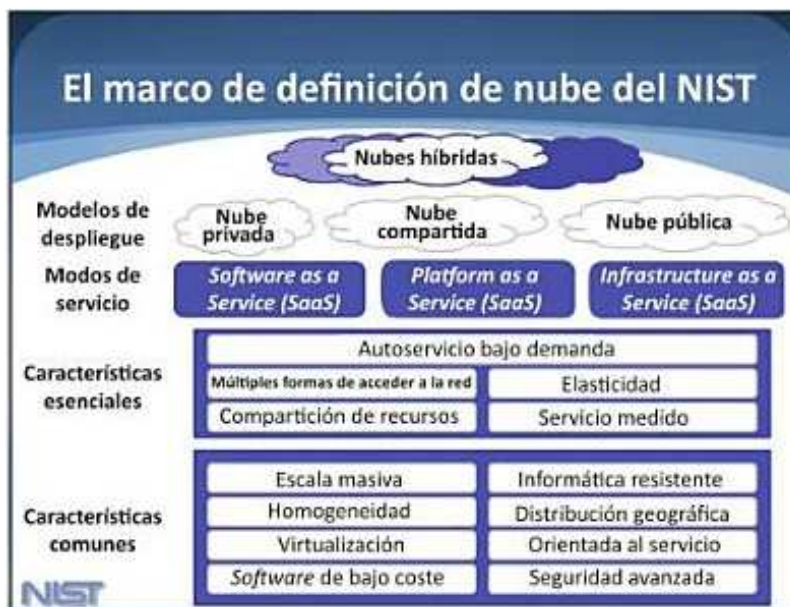 El marco de definición de nube del NIST
Nubes híbridas
Modelos de
despliegue
Nube
privada
Nube
compartida
Nube pública
Modos de
servicio
Software as a
Service (SaaS)
Platform as a
Service (SaaS)
Infrastructure as a
Service (SaaS)
Características
esenciales
Autoservicio bajo demanda
Múltiples formas de acceder a la red
Elasticidad
Compartición de recursos
Servicio medido
Características
comunes
Escala masiva
Informática resistente
Homogeneidad
Distribución geográfica
Virtualización
Orientada al servicio
Software de bajo coste
Seguridad avanzada
NIST